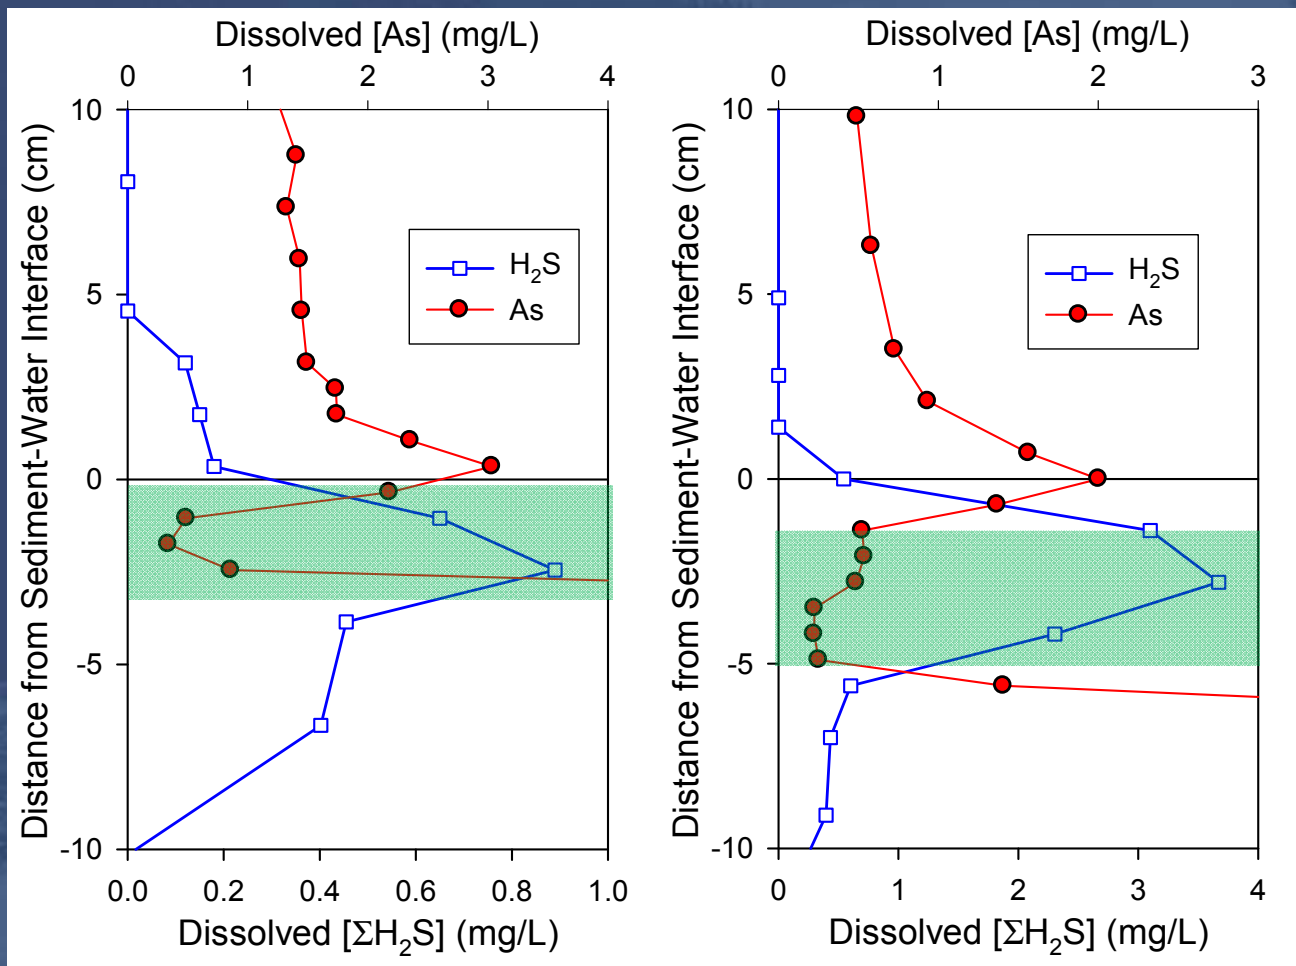 Dissolved [As] (mg/L)
0 1 2 3 4
10
5
0
-5
-10
Distance from Sediment-Water Interface (cm)
H₂S
As
0.0 0.2 0.4 0.6 0.8 1.0
Dissolved [ΣH₂S] (mg/L)
Dissolved [As] (mg/L)
0 1 2 3
10
5
0
-5
-10
Distance from Sediment-Water Interface (cm)
H₂S
As
0 1 2 3 4
Dissolved [ΣH₂S] (mg/L)